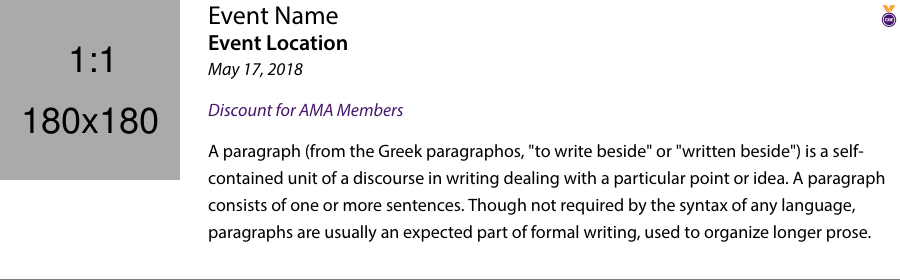 1:1
180x180
Event Name
Event Location
May 17, 2018
Discount for AMA Members
A paragraph (from the Greek paragraphos, "to write beside" or "written beside") is a self-
contained unit of a discourse in writing dealing with a particular point or idea. A paragraph
consists of one or more sentences. Though not required by the syntax of any language,
paragraphs are usually an expected part of formal writing, used to organize longer prose.